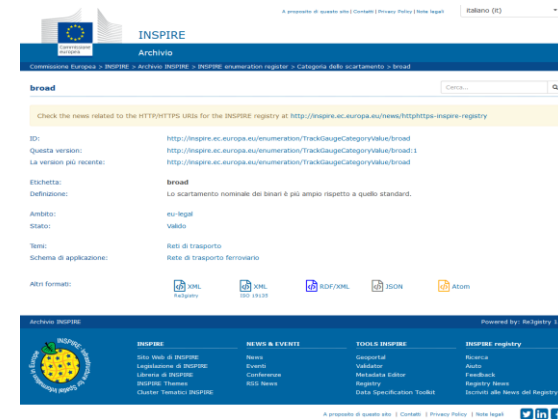 A proposito di questo sito | Contatti | Privacy Policy | Note legali
Italiano (it)
Commissione europea
INSPIRE
Archivio
Commissione Europea > INSPIRE > Archivio INSPIRE > INSPIRE enumeration register > Categoria dello scartamento > broad
broad
Cerca...
Check the news related to the HTTP/HTTPS URIs for the INSPIRE registry at http://inspire.ec.europa.eu/news/httphttps-inspire-registry
ID: http://inspire.ec.europa.eu/enumeration/TrackGaugeCategoryValue/broad
Questa version: http://inspire.ec.europa.eu/enumeration/TrackGaugeCategoryValue/broad:1
La version più recente: http://inspire.ec.europa.eu/enumeration/TrackGaugeCategoryValue/broad
Etichetta: broad
Definizione: Lo scartamento nominale dei binari è più ampio rispetto a quello standard.
Ambito: eu-legal
Stato: Valido
Temi: Reti di trasporto
Schema di applicazione: Rete di trasporto ferroviario
Altri formati: XML XML RDF/XML JSON Atom
Re3gistry ISO 19135
Archivio INSPIRE Powered by: Re3gistry 1
INSPIRE NEWS & EVENTI TOOLS INSPIRE INSPIRE registry
Sito Web di INSPIRE News Geoportal Ricerca
Legislazione di INSPIRE Eventi Validator Aiuto
Libreria di INSPIRE Conferenze Metadata Editor Feedback
INSPIRE Themes RSS News Registry Registry News
Cluster Tematici INSPIRE Data Specification Toolkit Iscriviti alle News del Registry
A proposito di questo sito | Contatti | Privacy Policy | Note legali